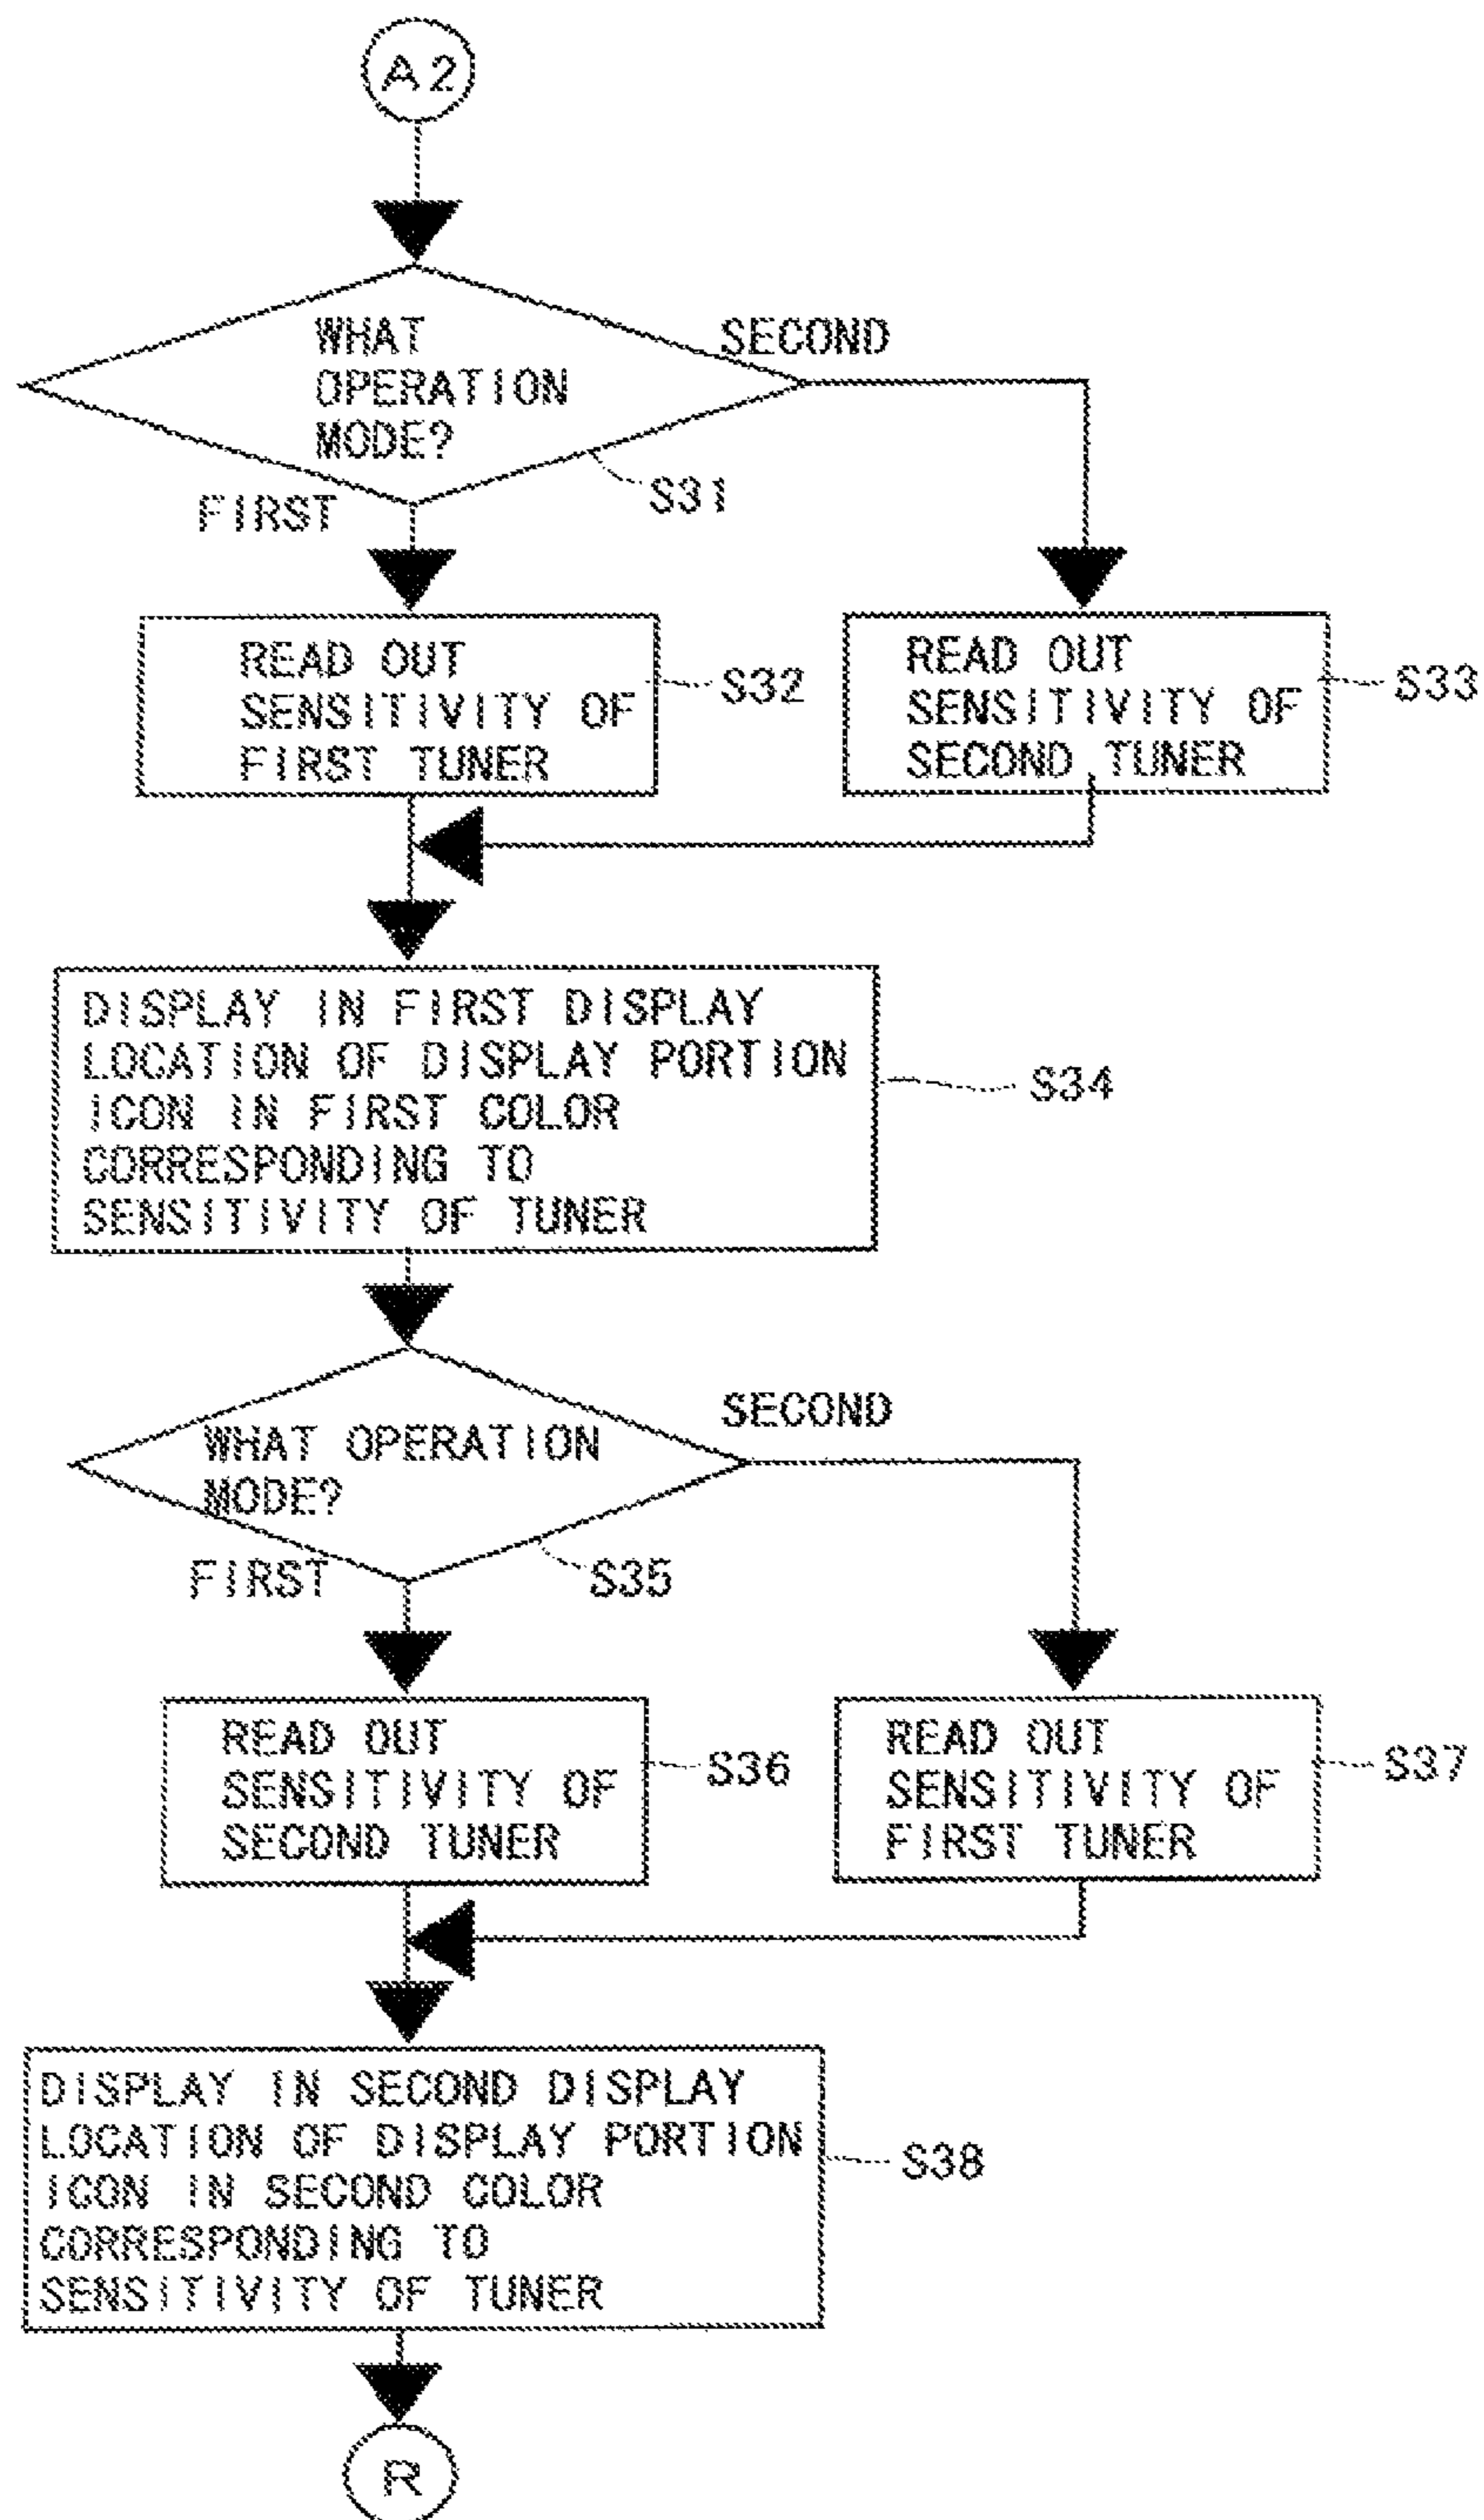 A2
WHAT
OPERATION
MODE?
SECOND
FIRST
S31
READ OUT
SENSITIVITY OF
FIRST TUNER
S32
READ OUT
SENSITIVITY OF
SECOND TUNER
S33
DISPLAY IN FIRST DISPLAY
LOCATION OF DISPLAY PORTION
ICON IN FIRST COLOR
CORRESPONDING TO
SENSITIVITY OF TUNER
S34
WHAT OPERATION
MODE?
SECOND
FIRST
S35
READ OUT
SENSITIVITY OF
SECOND TUNER
S36
READ OUT
SENSITIVITY OF
FIRST TUNER
S37
DISPLAY IN SECOND DISPLAY
LOCATION OF DISPLAY PORTION
ICON IN SECOND COLOR
CORRESPONDING TO
SENSITIVITY OF TUNER
S38
R